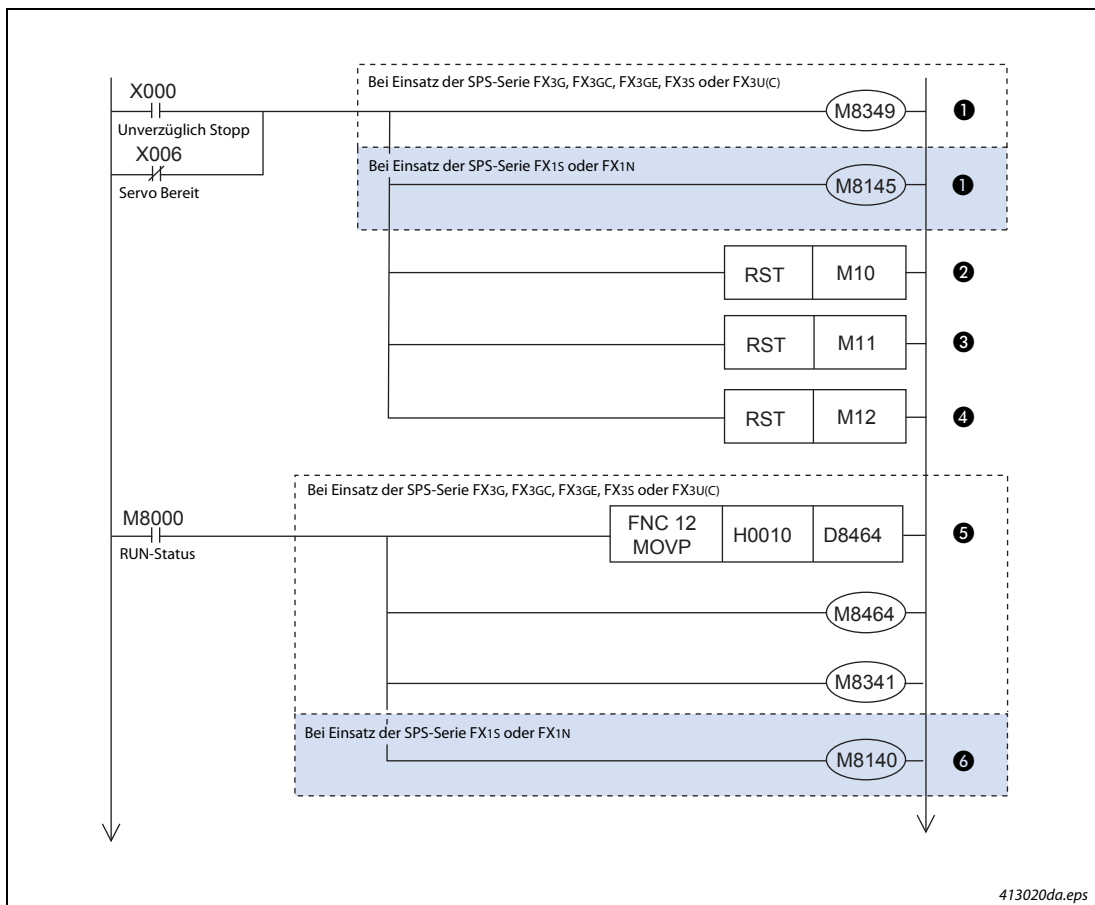 Bei Einsatz der SPS-Serie FX3G, FX3GC, FX3GE, FX3S oder FX3U(C)
X000
M8349
❶
Unverzüglich Stopp
X006
Servo Bereit
Bei Einsatz der SPS-Serie FX1S oder FX1N
M8145
❶
RST M10
❷
RST M11
❸
RST M12
❹
Bei Einsatz der SPS-Serie FX3G, FX3GC, FX3GE, FX3S oder FX3U(C)
M8000
RUN-Status
FNC 12
MOVP
H0010
D8464
❺
M8464
M8341
Bei Einsatz der SPS-Serie FX1S oder FX1N
M8140
❻
413020da.eps